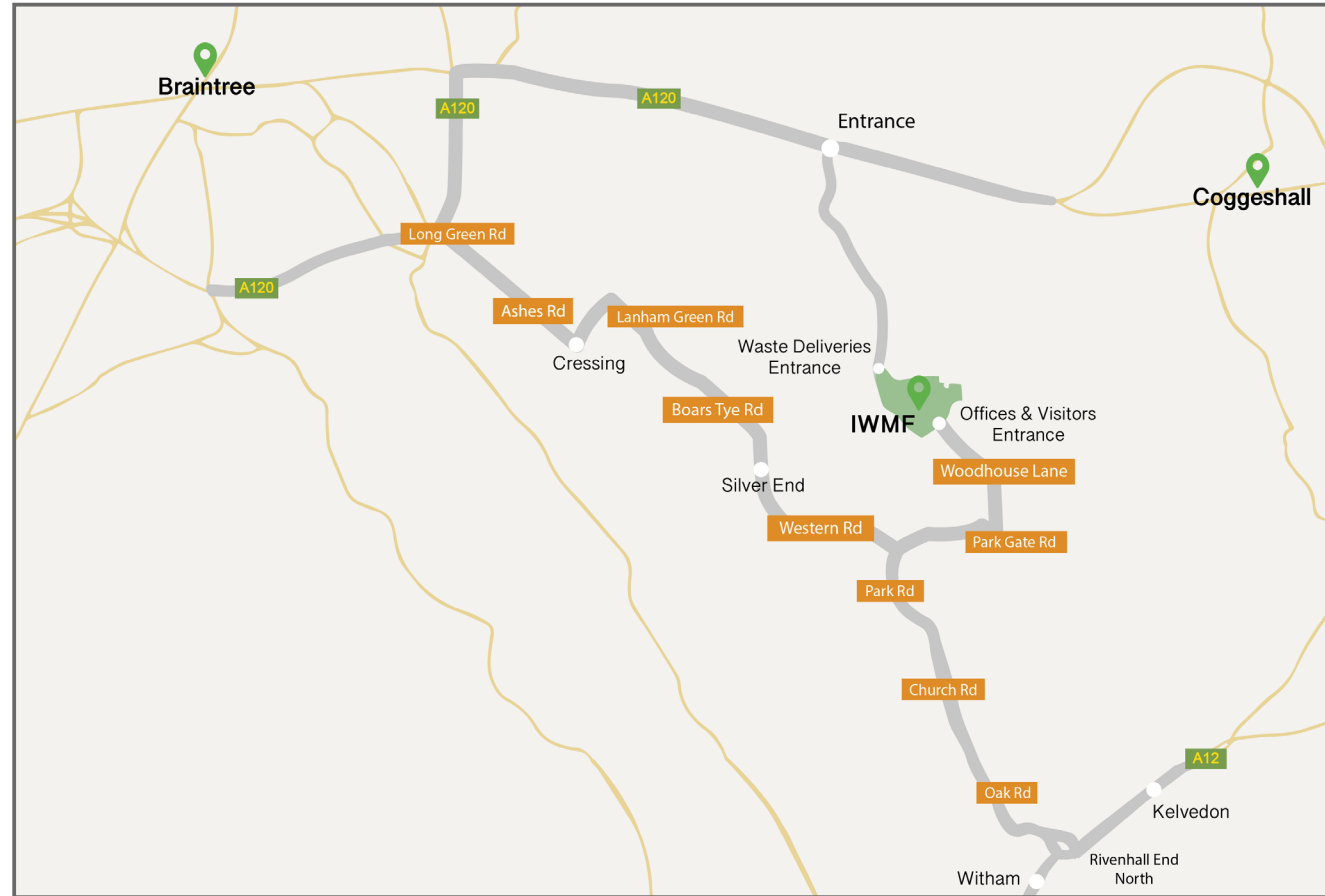 Braintree
A120
A120
Entrance
Coggeshall
Long Green Rd
A120
Ashes Rd
Lanham Green Rd
Cressing
Waste Deliveries
Entrance
Boars Tye Rd
IWMF
Offices & Visitors
Entrance
Woodhouse Lane
Silver End
Western Rd
Park Gate Rd
Park Rd
Church Rd
A12
Oak Rd
Kelvedon
Rivenhall End
North
Witham